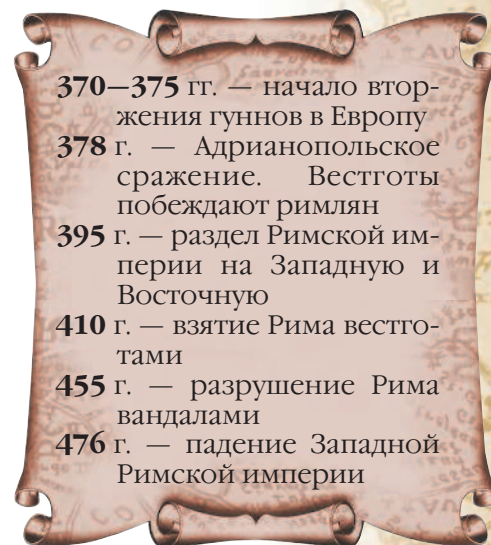 370—375 гг. — начало втор-
жения гуннов в Европу
378 г. — Адрианопольское
сражение. Вестготы
победают римлян
395 г. — раздел Римской им-
перии на Западную и
Восточную
410 г. — взятие Рима вестго-
тами
455 г. — разрушение Рима
вандалами
476 г. — падение Западной
Римской империи